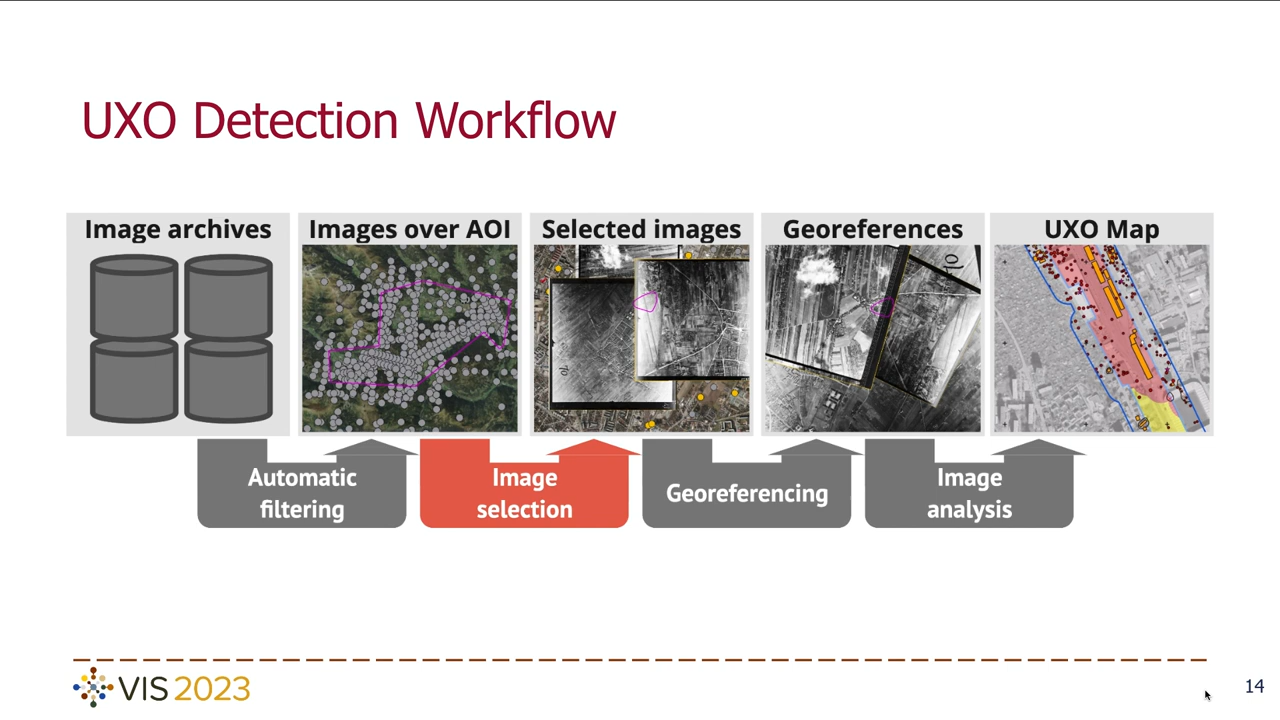 UXO Detection Workflow
Image archives
Images over AOI
Selected images
Georeferences
UXO Map
Automatic
filtering
Image
selection
Georeferencing
Image
analysis
VIS 2023
14